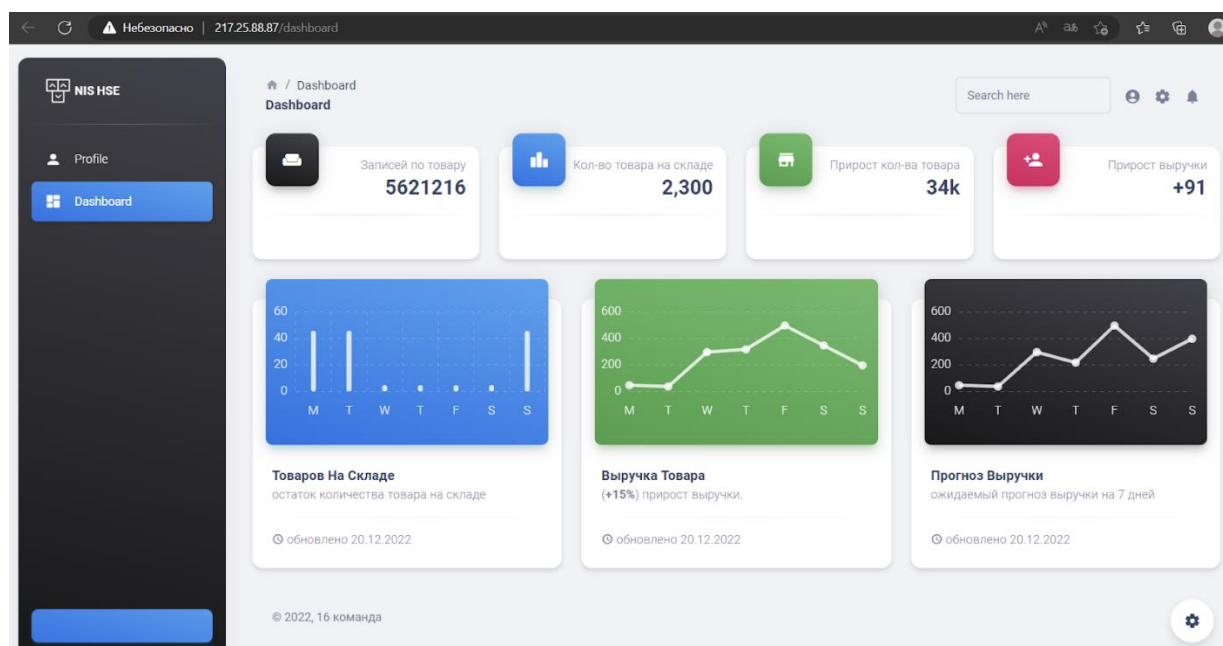 Небезопасно | 217.25.88.87/dashboard
NIS HSE
Profile
Dashboard
/ Dashboard
Dashboard
Search here
Записей по товару
5621216
Кол-во товара на складе
2,300
Прирост кол-ва товара
34k
Прирост выручки
+91
60
40
20
0
M T W T F S S
600
400
200
0
M T W T F S S
600
400
200
0
M T W T F S S
Товаров На Складе
остаток количества товара на складе
обновлено 20.12.2022
Выручка Товара
(+15%) прирост выручки.
обновлено 20.12.2022
Прогноз Выручки
ожидаемый прогноз выручки на 7 дней
обновлено 20.12.2022
© 2022, 16 команда